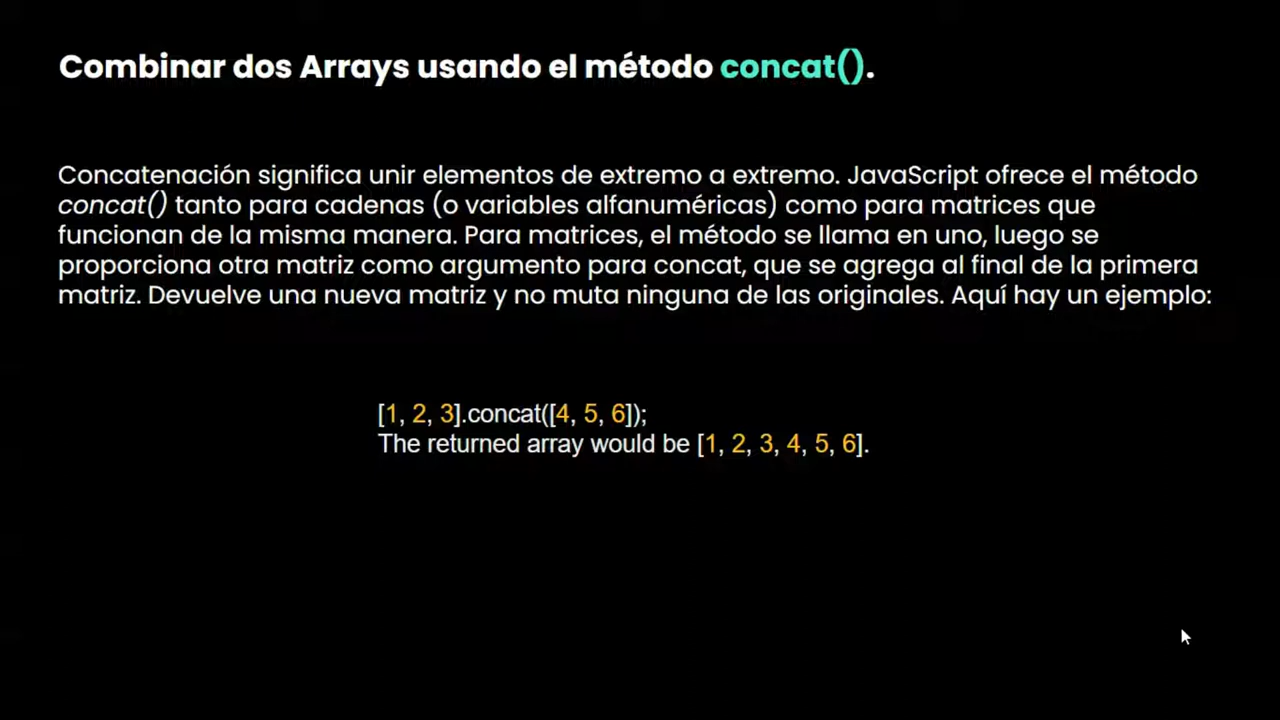 Combinar dos Arrays usando el método concat().
Concatenación significa unir elementos de extremo a extremo. JavaScript ofrece el método
concat() tanto para cadenas (o variables alfanuméricas) como para matrices que
funcionan de la misma manera. Para matrices, el método se llama en uno, luego se
proporciona otra matriz como argumento para concat, que se agrega al final de la primera
matriz. Devuelve una nueva matriz y no muta ninguna de las originales. Aquí hay un ejemplo:
[1, 2, 3].concat([4, 5, 6]);
The returned array would be [1, 2, 3, 4, 5, 6].